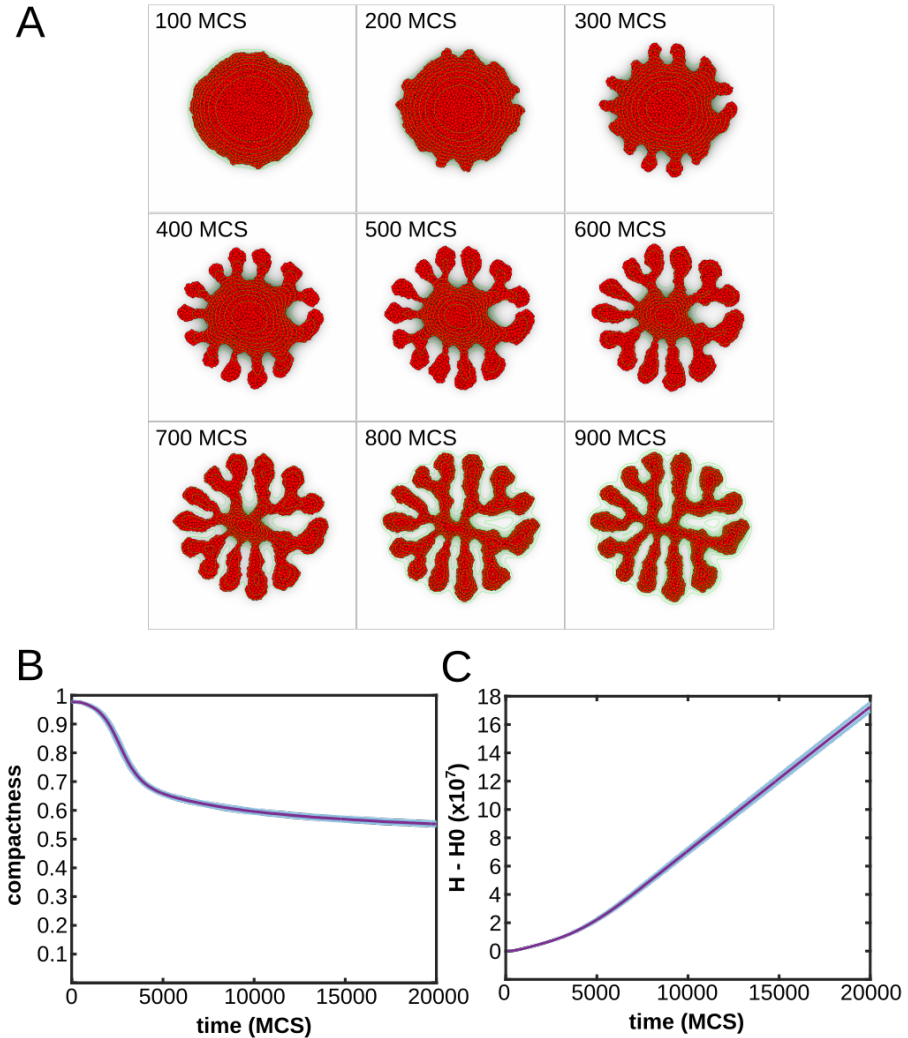 A
100 MCS 200 MCS 300 MCS
400 MCS 500 MCS 600 MCS
700 MCS 800 MCS 900 MCS
B
1
0.9
0.8
0.7
0.6
0.5
0.4
0.3
0.2
0.1
compactness
0 5000 10000 15000 20000
time (MCS)
C
18
16
14
12
10
8
6
4
2
0
H - H0 (x10⁷)
0 5000 10000 15000 20000
time (MCS)